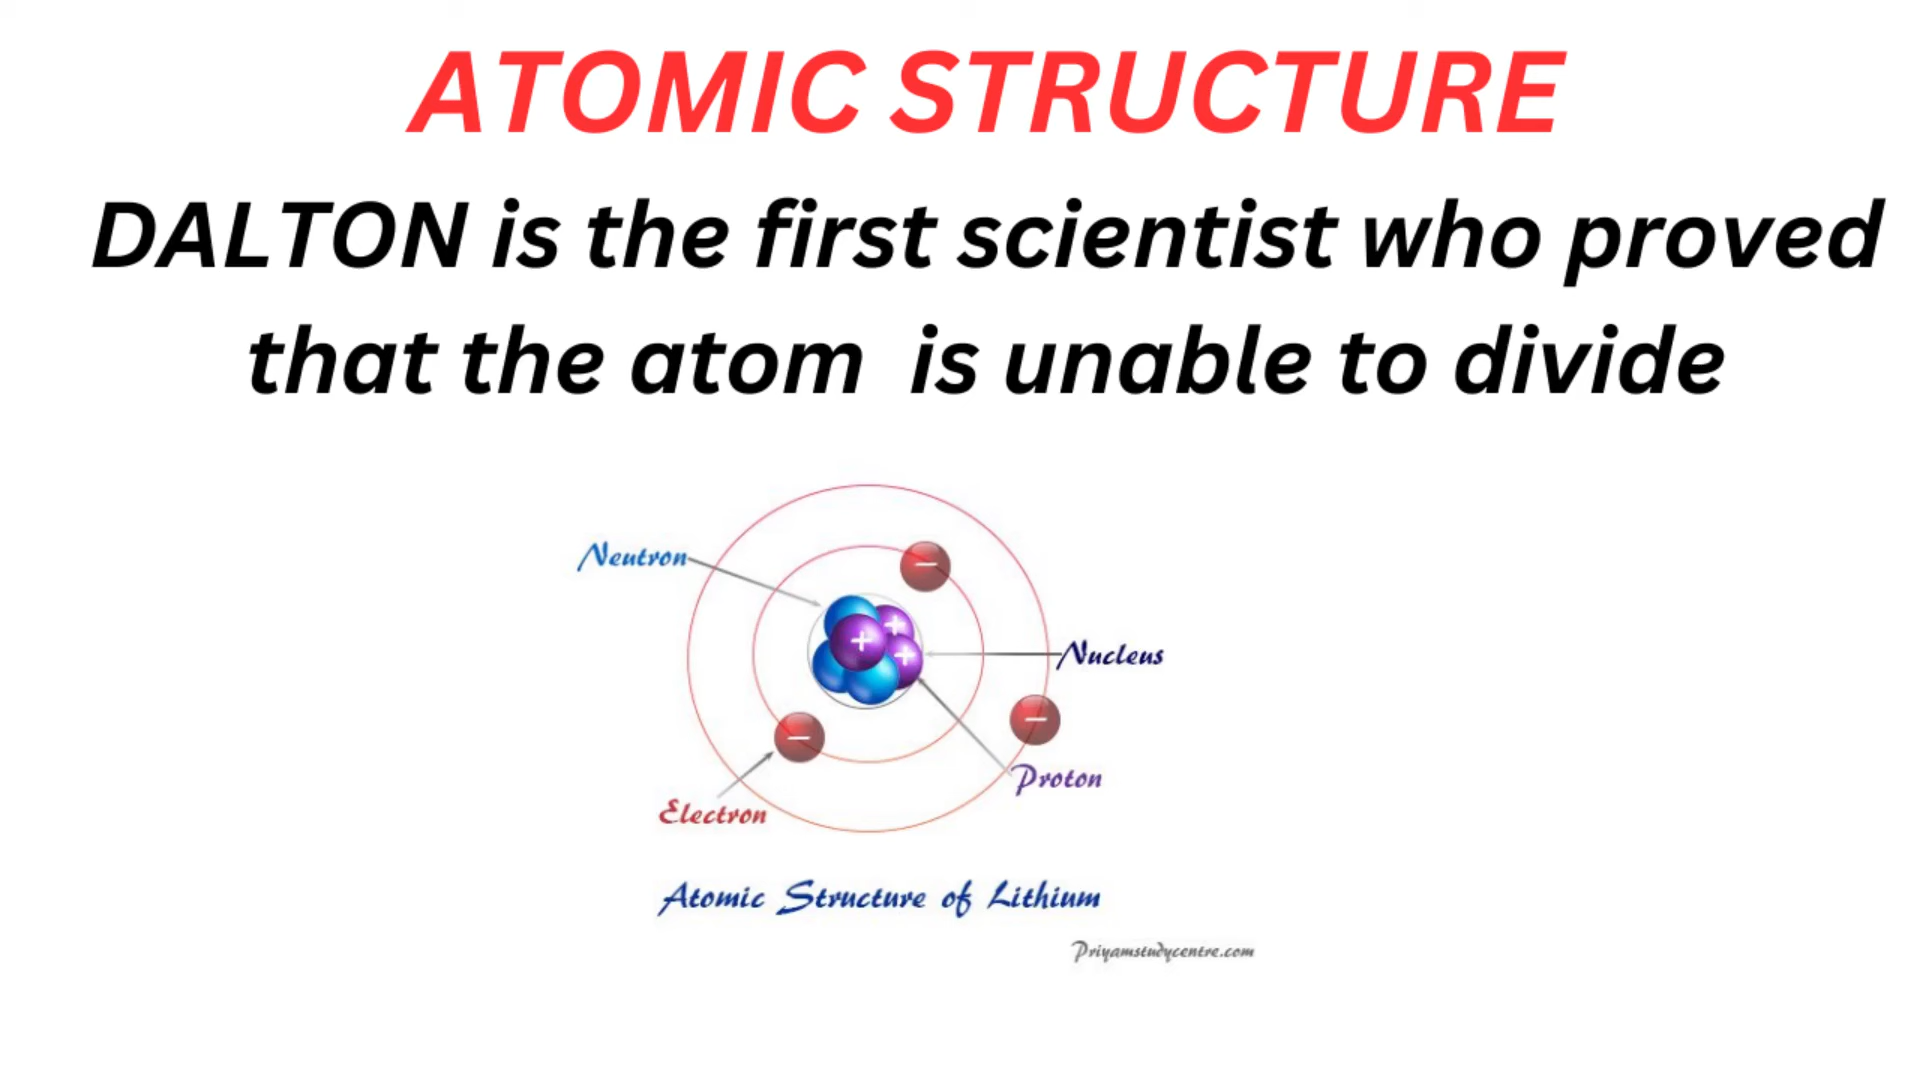 ATOMIC STRUCTURE
DALTON is the first scientist who proved
that the atom is unable to divide
Neutron
Nucleus
Proton
Electron
Atomic Structure of Lithium
Priyamstudycentre.com